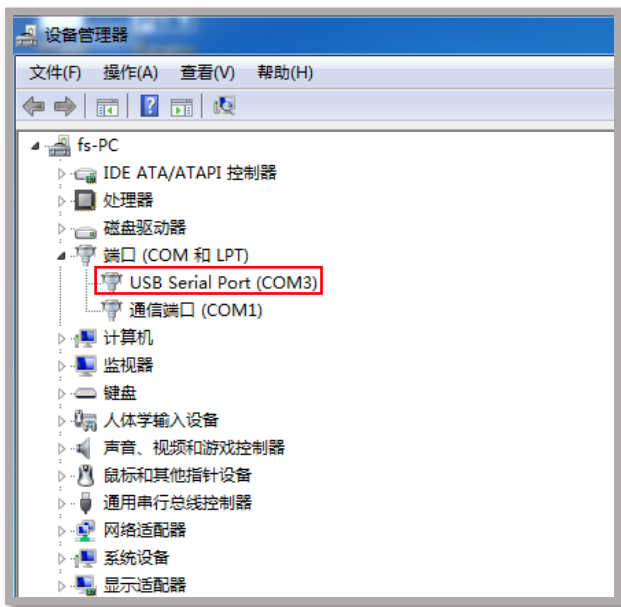 设备管理器
文件(F) 操作(A) 查看(V) 帮助(H)
fs-PC
IDE ATA/ATAPI 控制器
处理器
磁盘驱动器
端口 (COM 和 LPT)
USB Serial Port (COM3)
通信端口 (COM1)
计算机
监视器
键盘
人体学输入设备
声音、视频和游戏控制器
鼠标和其他指针设备
通用串行总线控制器
网络适配器
系统设备
显示适配器